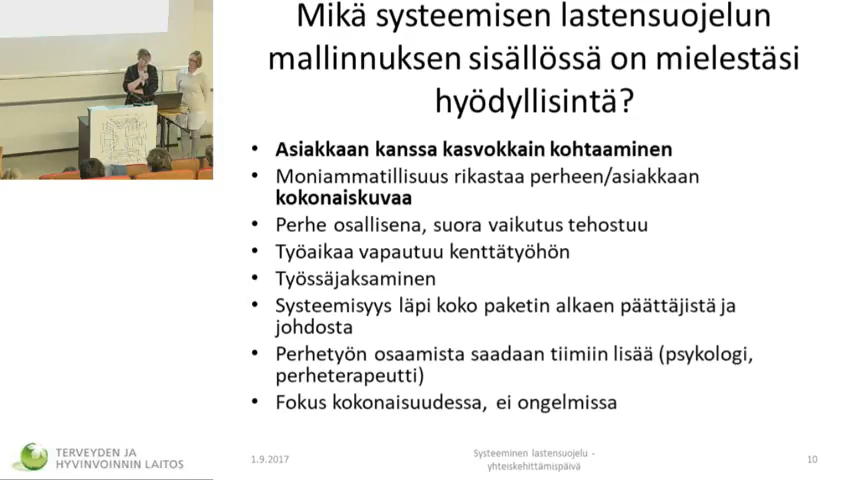 Mikä systeemisen lastensuojelun
mallinnuksen sisällössä on mielestäsi
hyödyllisintä?
• Asiakkaan kanssa kasvokkain kohtaaminen
• Moniammatillisuus rikastaa perheen/asiakkaan
kokonaiskuvaa
• Perhe osallisena, suora vaikutus tehostuu
• Työaikaa vapautuu kenttätyöhön
• Työssäjaksaminen
• Systeemisyys läpi koko paketin alkaen päättäjistä ja
johdosta
• Perhetyön osaamista saadaan tiimiin lisää (psykologi,
perheterapeutti)
• Fokus kokonaisuudessa, ei ongelmissa
TERVEYDEN JA
HYVINVOINNIN LAITOS
1.9.2017
Systeeminen lastensuojelu -
yhteiskehittämispäivä
10